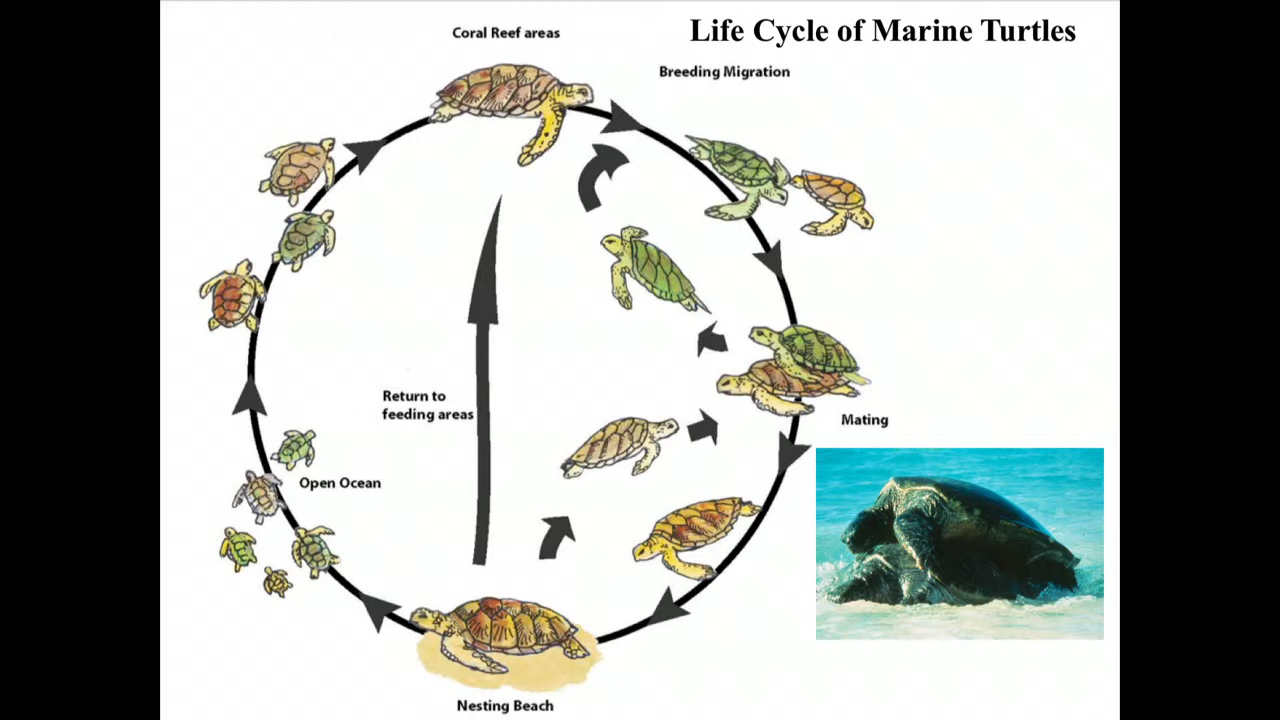 Life Cycle of Marine Turtles
Coral Reef areas
Breeding Migration
Return to
feeding areas
Mating
Open Ocean
Nesting Beach